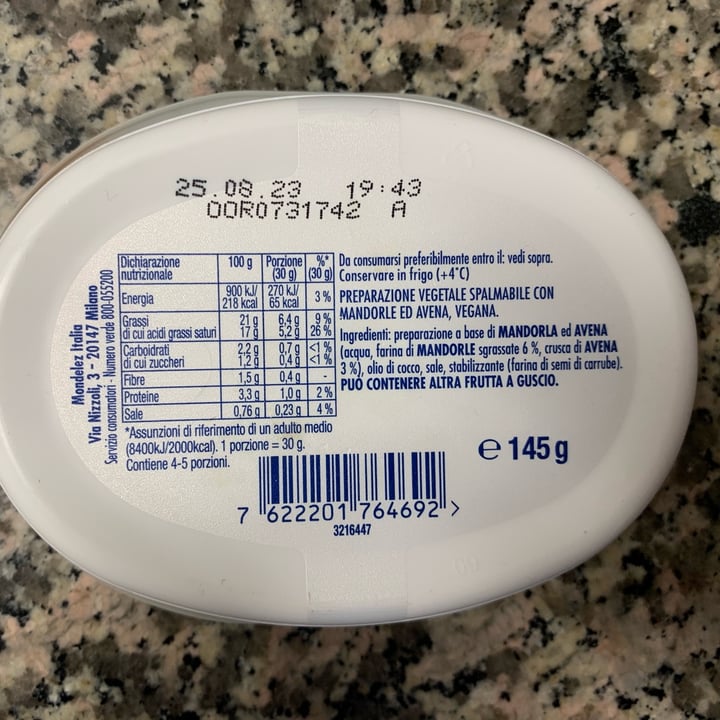 25.08.23 19:43
OOR0731742 A
Mondelez Italia
Via Nizzoli, 3 - 20147 Milano
Servizio consumatori - Numero verde 800-055200
Dichiarazione nutrizionale 100 g Porzione (30 g) %* (30 g)
Energia 900 kJ/ 218 kcal 270 kJ/ 65 kcal 3 %
Grassi 21 g 6,4 g 9 %
di cui acidi grassi saturi 17 g 5,2 g 26 %
Carboidrati 2,2 g 0,7 g <1 %
di cui zuccheri 1,2 g 0,4 g <1 %
Fibre 1,5 g 0,4 g -
Proteine 3,3 g 1,0 g 2 %
Sale 0,76 g 0,23 g 4 %
*Assunzioni di riferimento di un adulto medio
(8400kJ/2000kcal). 1 porzione = 30 g.
Contiene 4-5 porzioni.
Da consumarsi preferibilmente entro il: vedi sopra.
Conservare in frigo (+4°C)
PREPARAZIONE VEGETALE SPALMABILE CON
MANDORLE ED AVENA, VEGANA.
Ingredienti: preparazione a base di MANDORLA ed AVENA
(acqua, farina di MANDORLE sgrassate 6 %, crusca di AVENA
3 %), olio di cocco, sale, stabilizzante (farina di semi di carrube).
PUÒ CONTENERE ALTRA FRUTTA A GUSCIO.
℮ 145 g
7 622201 764692 >
3216447